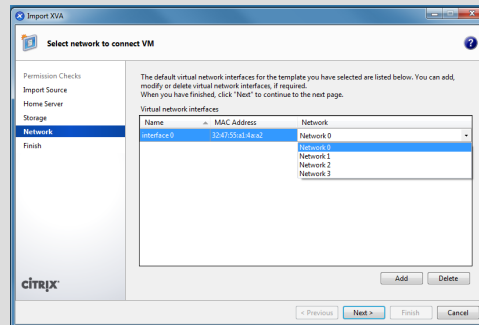 Import XVA
Select network to connect VM
Permission Checks
Import Source
Home Server
Storage
Network
Finish
The default virtual network interfaces for the template you have selected are listed below. You can add,
modify or delete virtual network interfaces, if required.
When you have finished, click "Next" to continue to the next page.
Virtual network interfaces
Name MAC Address Network
interface 0 32:47:55:a1:4a:a2 Network 0
Network 0
Network 1
Network 2
Network 3
Add Delete
CITRIX
< Previous Next > Finish Cancel